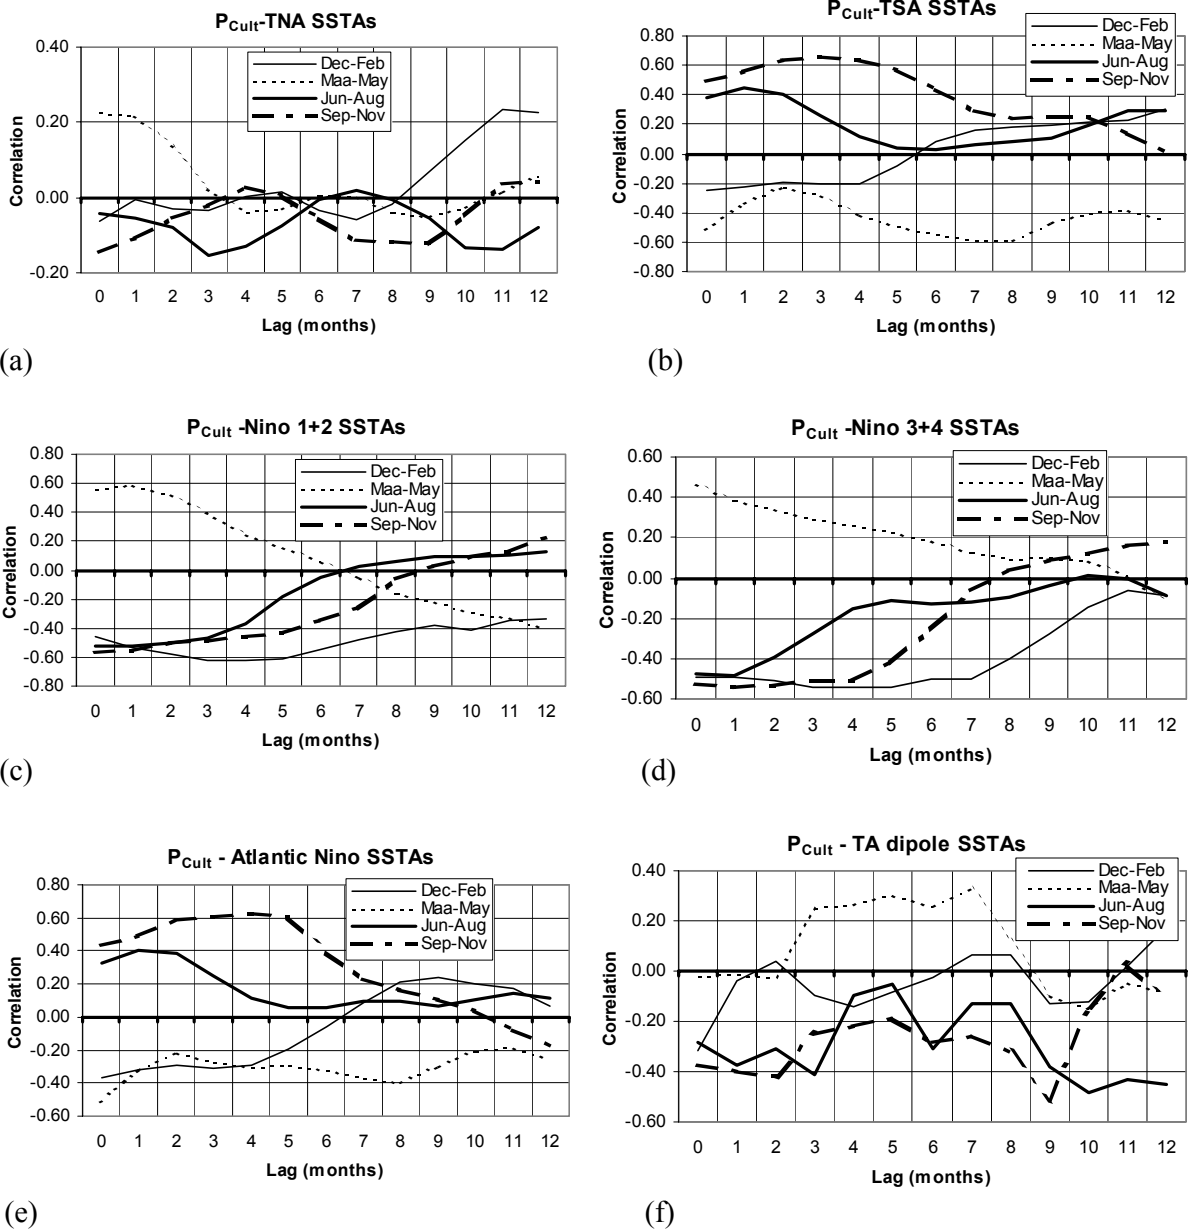 P_Cult-TNA SSTAs
0.40
0.20
0.00
-0.20
Correlation
Dec-Feb
Maa-May
Jun-Aug
Sep-Nov
0 1 2 3 4 5 6 7 8 9 10 11 12
Lag (months)
(a)
P_Cult-TSA SSTAs
0.80
0.60
0.40
0.20
0.00
-0.20
-0.40
-0.60
-0.80
Correlation
Dec-Feb
Maa-May
Jun-Aug
Sep-Nov
0 1 2 3 4 5 6 7 8 9 10 11 12
Lag (months)
(b)
P_Cult -Nino 1+2 SSTAs
0.80
0.60
0.40
0.20
0.00
-0.20
-0.40
-0.60
-0.80
Correlation
Dec-Feb
Maa-May
Jun-Aug
Sep-Nov
0 1 2 3 4 5 6 7 8 9 10 11 12
Lag (months)
(c)
P_Cult -Nino 3+4 SSTAs
0.60
0.40
0.20
0.00
-0.20
-0.40
-0.60
Correlation
Dec-Feb
Maa-May
Jun-Aug
Sep-Nov
0 1 2 3 4 5 6 7 8 9 10 11 12
Lag (months)
(d)
P_Cult - Atlantic Nino SSTAs
0.80
0.60
0.40
0.20
0.00
-0.20
-0.40
-0.60
Correlation
Dec-Feb
Maa-May
Jun-Aug
Sep-Nov
0 1 2 3 4 5 6 7 8 9 10 11 12
Lag (months)
(e)
P_Cult - TA dipole SSTAs
0.40
0.20
0.00
-0.20
-0.40
-0.60
Correlation
Dec-Feb
Maa-May
Jun-Aug
Sep-Nov
0 1 2 3 4 5 6 7 8 9 10 11 12
Lag (months)
(f)